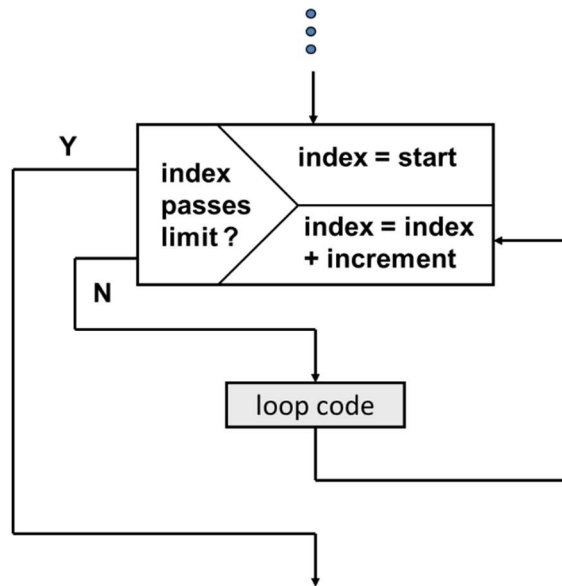 Y
index
passes
limit ?
index = start
index = index
+ increment
N
loop code